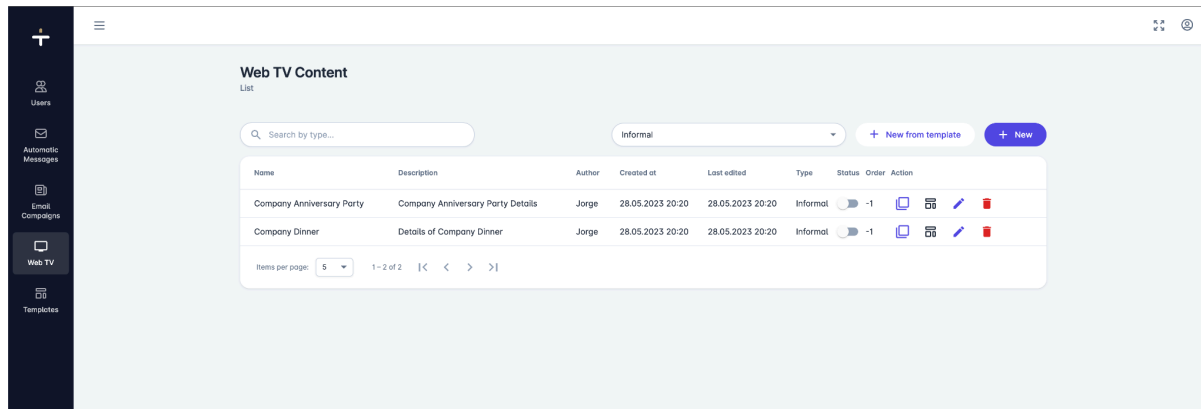 Users
Automatic
Messages
Email
Campaigns
Web TV
Templates
Web TV Content
List
Search by type...
Informal
+ New from template
+ New
Name Description Author Created at Last edited Type Status Order Action
Company Anniversary Party Company Anniversary Party Details Jorge 28.05.2023 20:20 28.05.2023 20:20 Informal -1
Company Dinner Details of Company Dinner Jorge 28.05.2023 20:20 28.05.2023 20:20 Informal -1
Items per page: 5 1 – 2 of 2